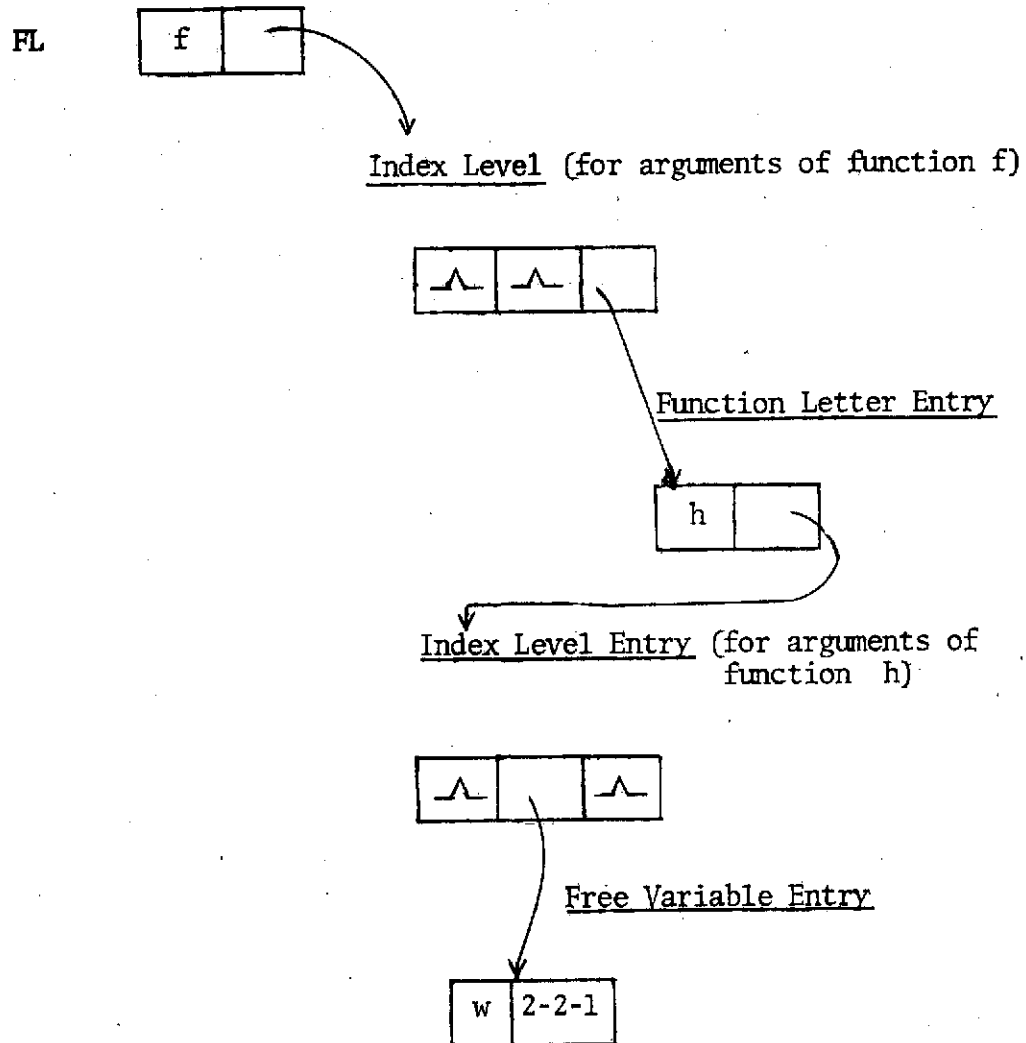 FL f
Index Level (for arguments of function f)
Function Letter Entry
h
Index Level Entry (for arguments of
function h)
Free Variable Entry
w 2-2-1